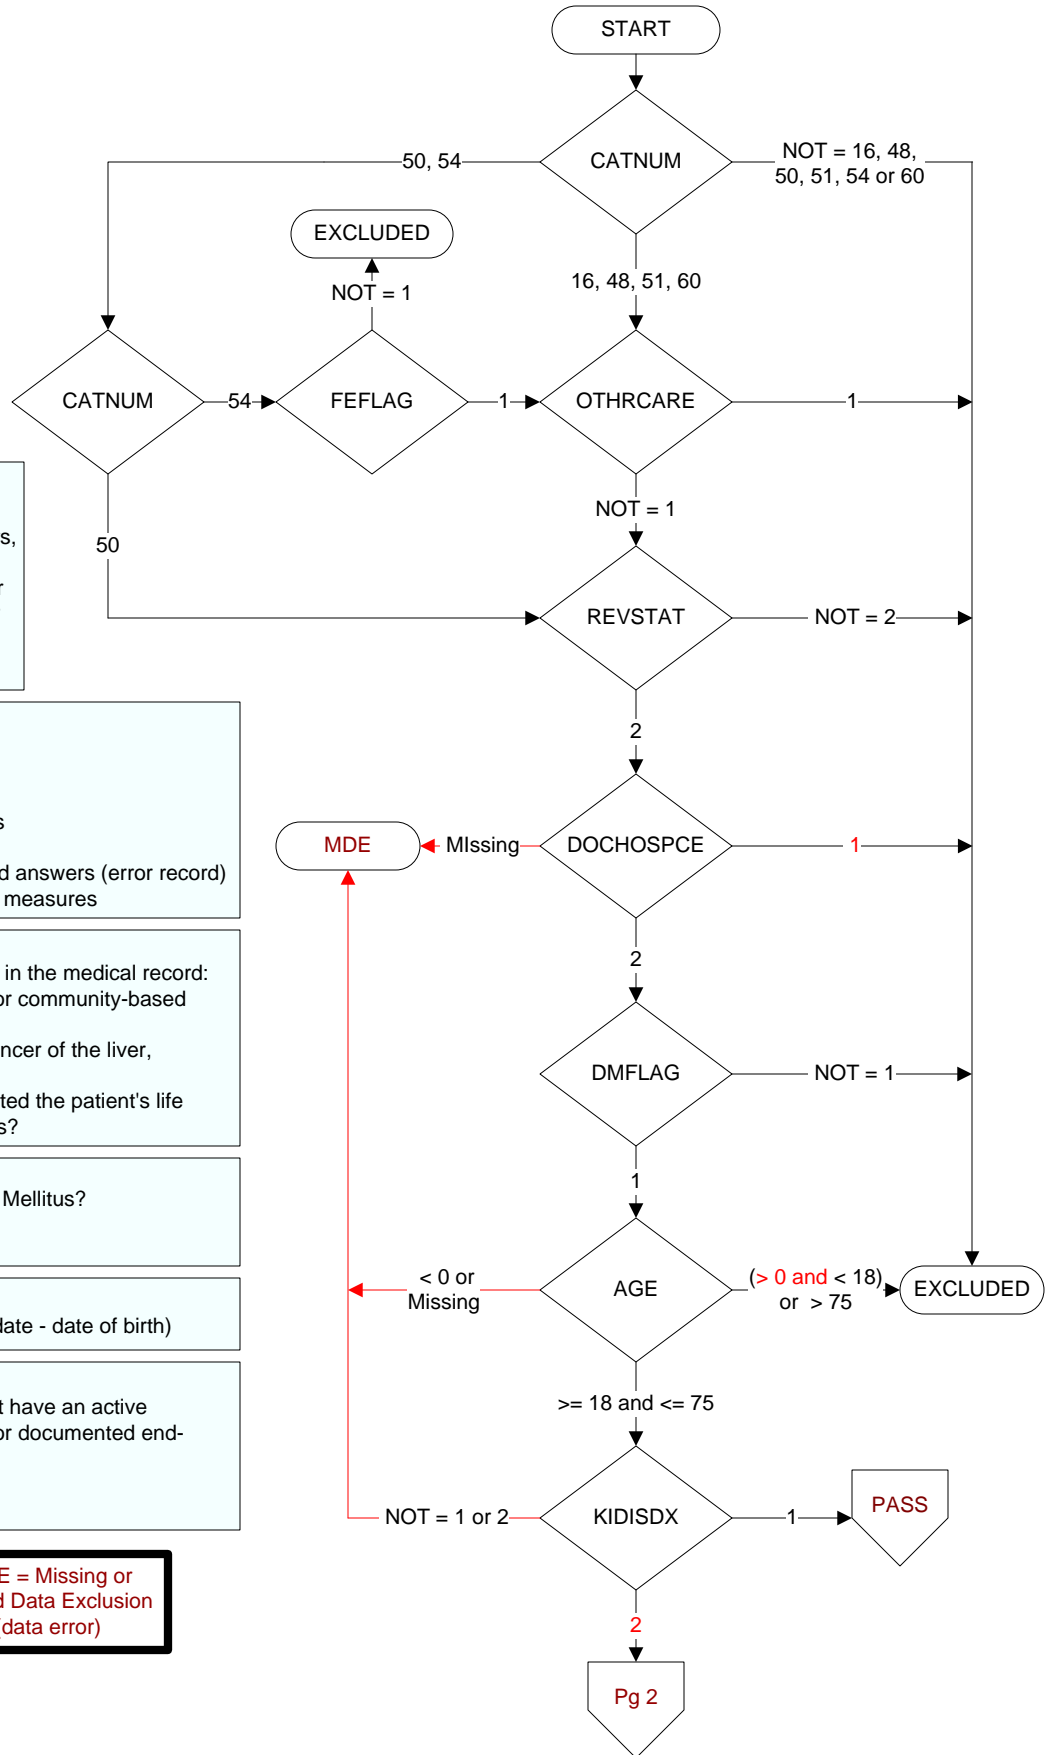 START
CATNUM
50, 54
NOT = 16, 48,
50, 51, 54 or 60
EXCLUDED
NOT = 1
16, 48, 51, 60
CATNUM
54
FEFLAG
1
OTHRCARE
1
NOT = 1
50
REVSTAT
NOT = 2
2
MDE
MIssing
DOCHOSPCE
1
2
DMFLAG
NOT = 1
1
< 0 or
Missing
AGE
(> 0 and < 18)
or > 75
EXCLUDED
>= 18 and <= 75
NOT = 1 or 2
KIDISDX
1
PASS
2
Pg 2
s,
r
s
d answers (error record)
measures
in the medical record:
or community-based
ncer of the liver,
ted the patient's life
s?
Mellitus?
date - date of birth)
t have an active
or documented end-
E = Missing or
d Data Exclusion
(data error)